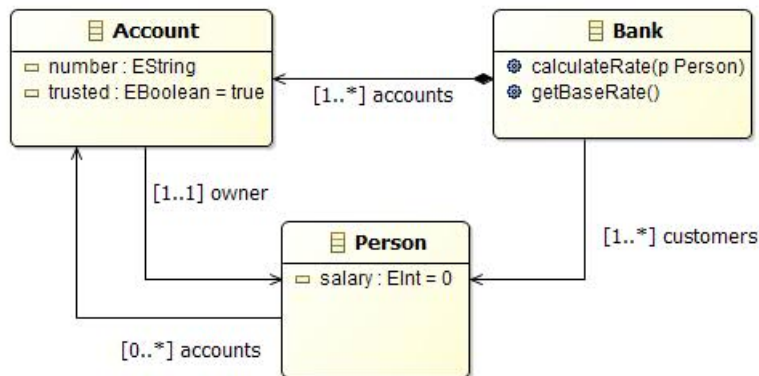 Account
number : EString
trusted : EBoolean = true
[1..*] accounts
Bank
calculateRate(p Person)
getBaseRate()
[1..1] owner
[1..*] customers
Person
salary : EInt = 0
[0..*] accounts